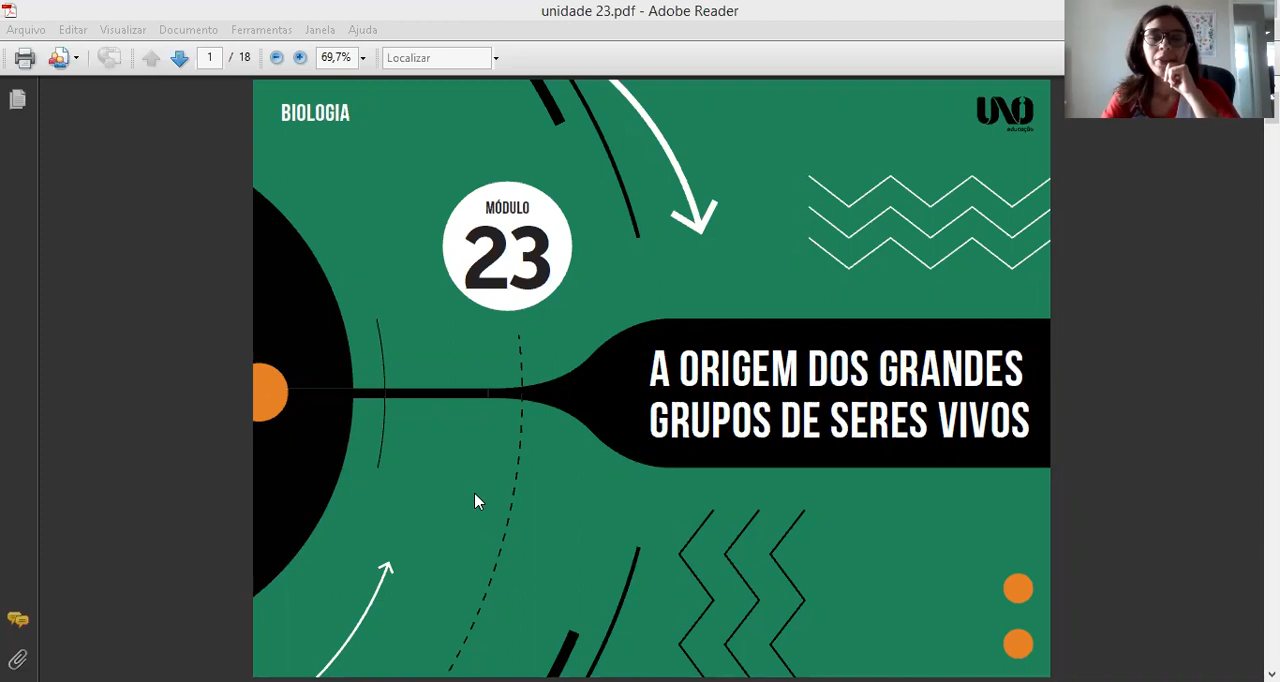 unidade 23.pdf - Adobe Reader
Arquivo Editar Visualizar Documento Ferramentas Janela Ajuda
1 / 18 69,7% Localizar
BIOLOGIA
UNOi
educação
MÓDULO
23
A ORIGEM DOS GRANDES
GRUPOS DE SERES VIVOS